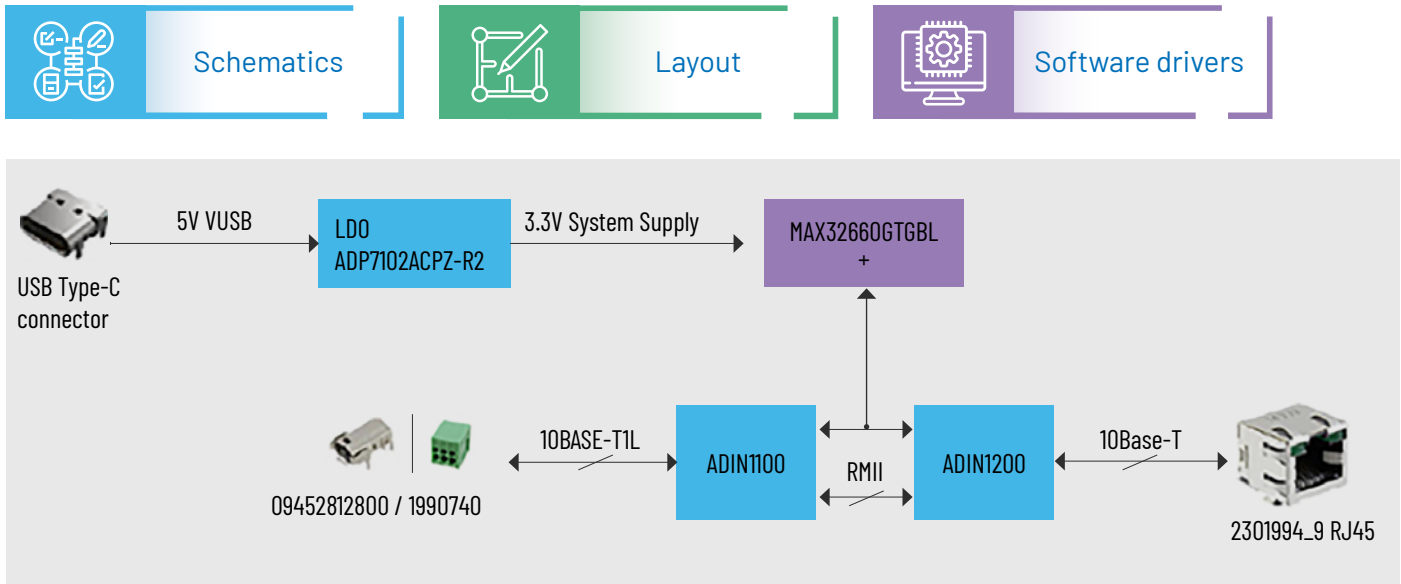 Schematics
Layout
Software drivers
5V VUSB
LDO
ADP7102ACPZ-R2
3.3V System Supply
MAX32660GTGBL
+
USB Type-C
connector
10BASE-T1L
ADIN1100
RMII
ADIN1200
10Base-T
09452812800 / 1990740
2301994_9 RJ45